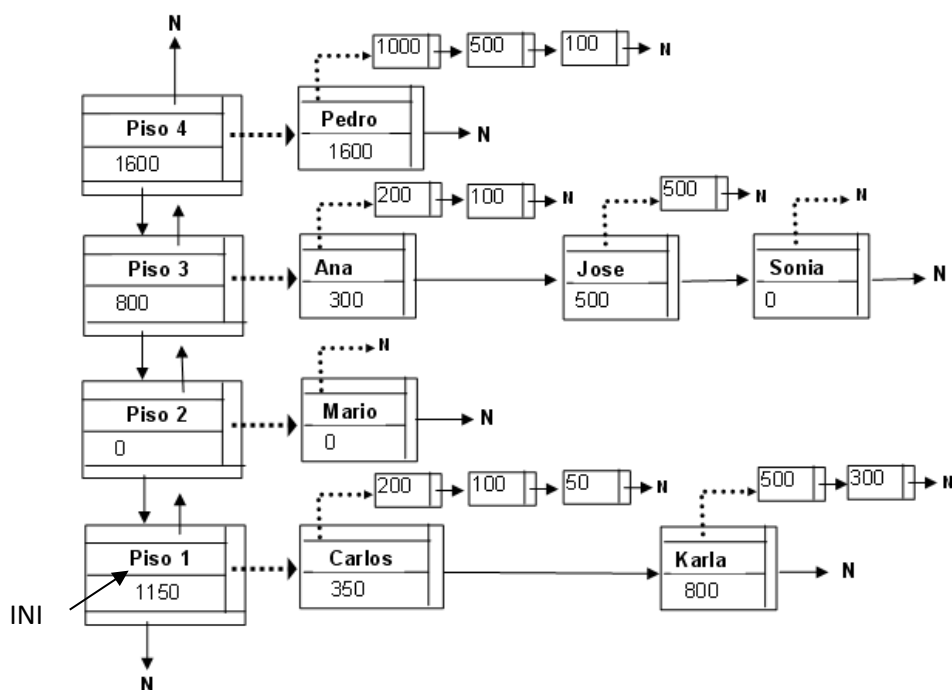 N
1000 500 100 N
Piso 4
1600
Pedro
1600
N
200 100 N
500 N
N
Piso 3
800
Ana
300
Jose
500
Sonia
0
N
N
Piso 2
0
Mario
0
N
200 100 50 N
500 300 N
Piso 1
1150
Carlos
350
Karla
800
N
INI
N